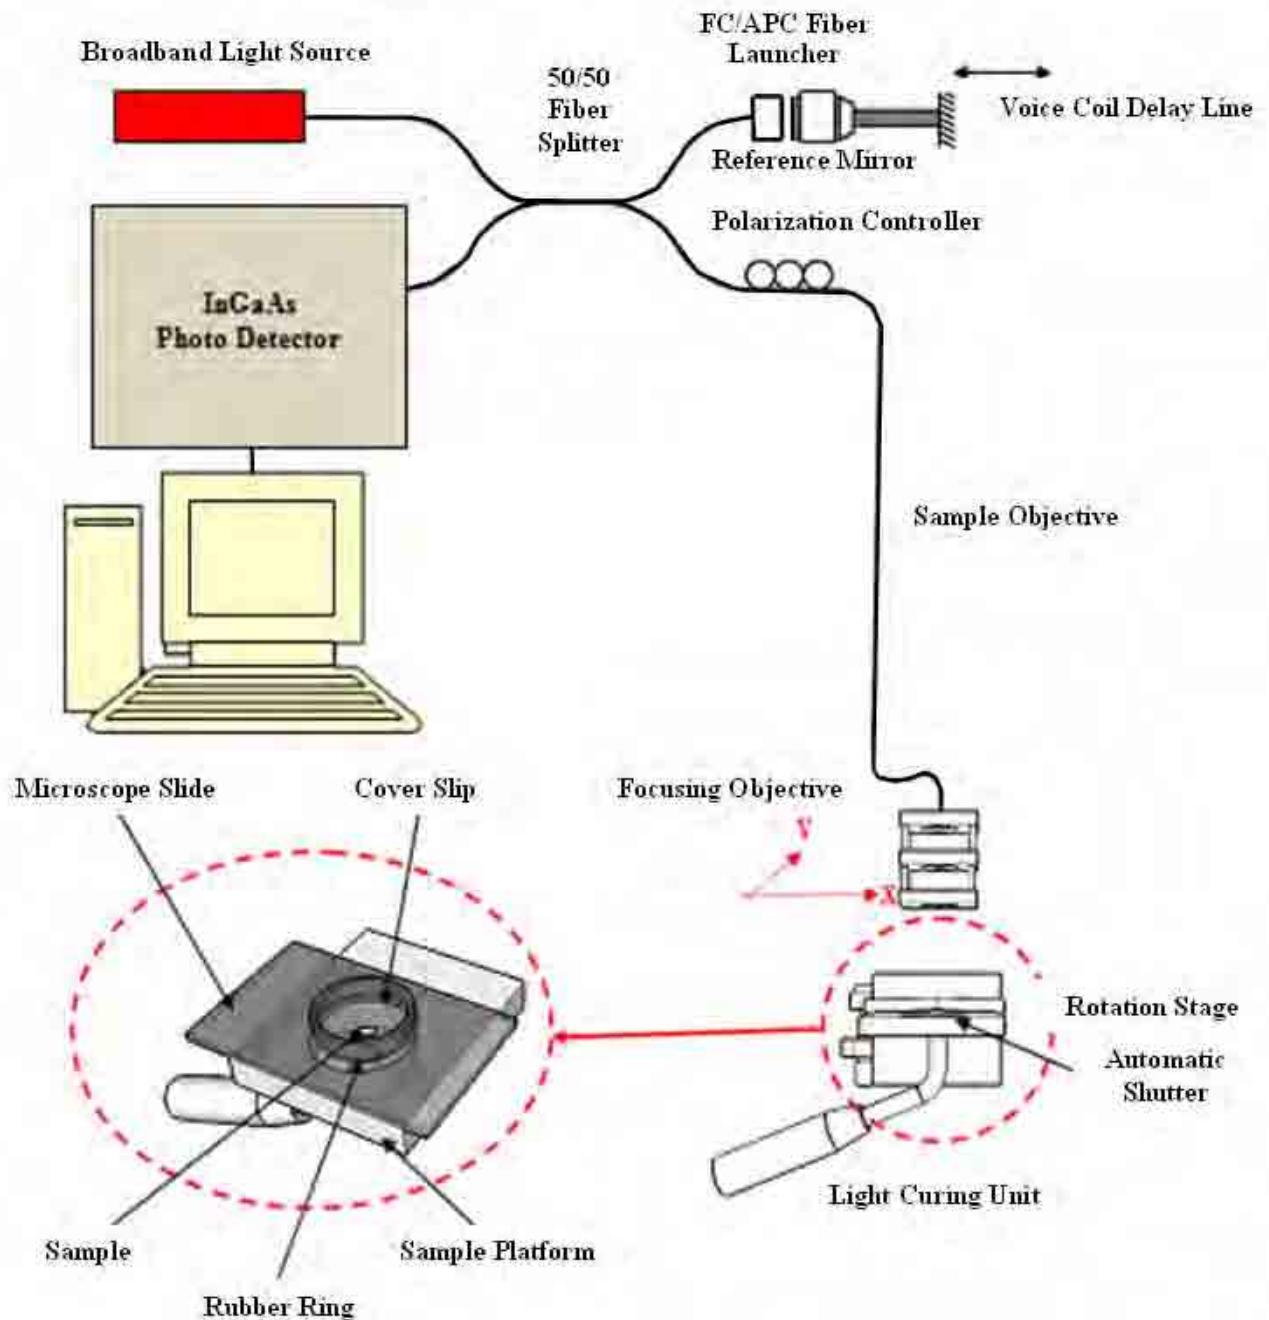 FC/APC Fiber
Launcher
Broadband Light Source
50/50
Fiber
Splitter
Voice Coil Delay Line
Reference Mirror
Polarization Controller
InGaAs
Photo Detector
Sample Objective
Microscope Slide
Cover Slip
Focusing Objective
Y
X
Rotation Stage
Automatic
Shutter
Light Curing Unit
Sample
Sample Platform
Rubber Ring